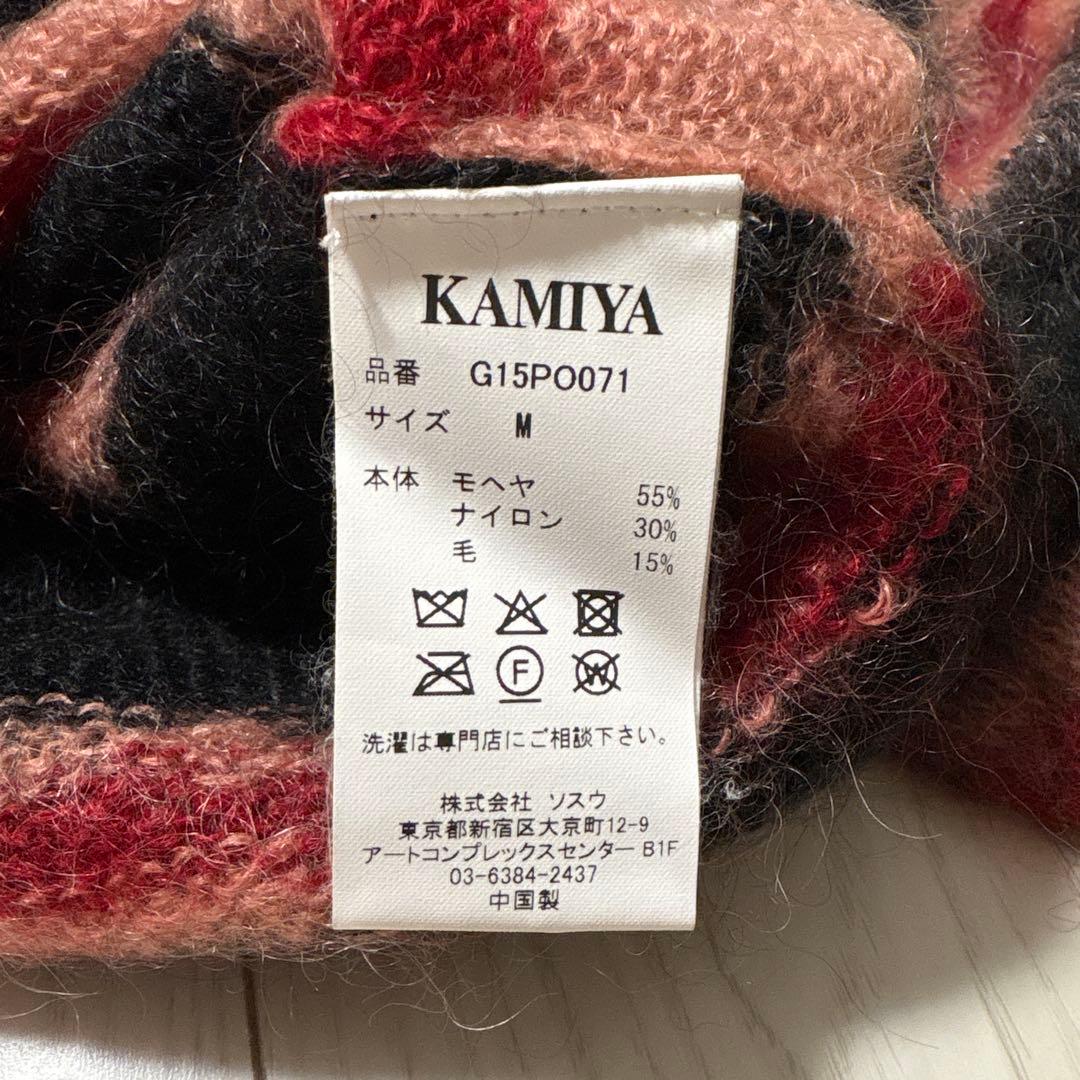 KAMIYA
品番 G15PO071
サイズ M
本体 モヘヤ 55%
ナイロン 30%
毛 15%
F
W
洗濯は専門店にご相談下さい。
株式会社 ソスウ
東京都新宿区大京町12-9
アートコンプレックスセンター B1F
03-6384-2437
中国製